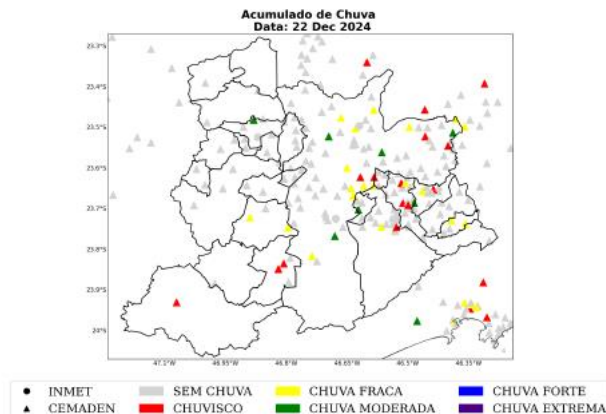 Acumulado de Chuva
Data: 22 Dec 2024
23.3°S
23.4°S
23.5°S
23.6°S
23.7°S
23.8°S
23.9°S
24°S
47.1°W
46.95°W
46.8°W
46.65°W
46.5°W
46.35°W
INMET SEM CHUVA CHUVA FRACA CHUVA FORTE
CEMADEN CHUVISCO CHUVA MODERADA CHUVA EXTREMA